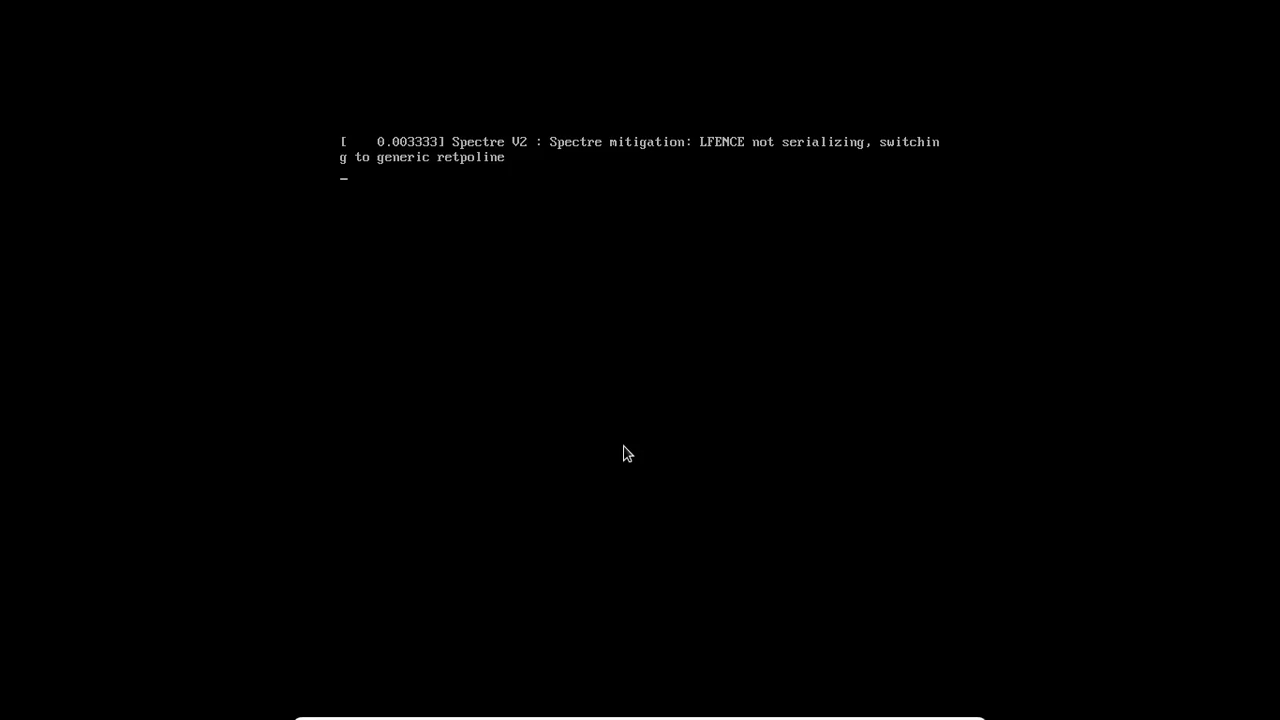 [    0.003333] Spectre V2 : Spectre mitigation: LFENCE not serializing, switchin
g to generic retpoline